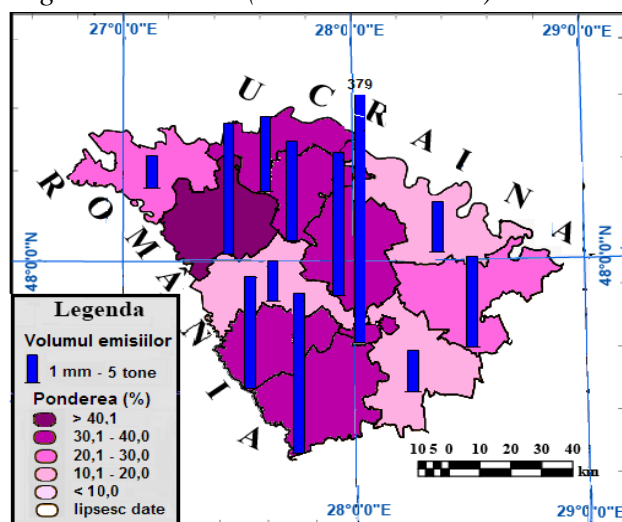 27°0'0"E 28°0'0"E 29°0'0"E
379
UCRAINA
ROMÂNIA
48°0'0"N
48°0'0"N
Legenda
Volumul emisiilor
1 mm - 5 tone
Ponderea (%)
> 40,1
30,1 - 40,0
20,1 - 30,0
10,1 - 20,0
< 10,0
lipsesc date
10 5 0 10 20 30 40
km
28°0'0"E 29°0'0"E